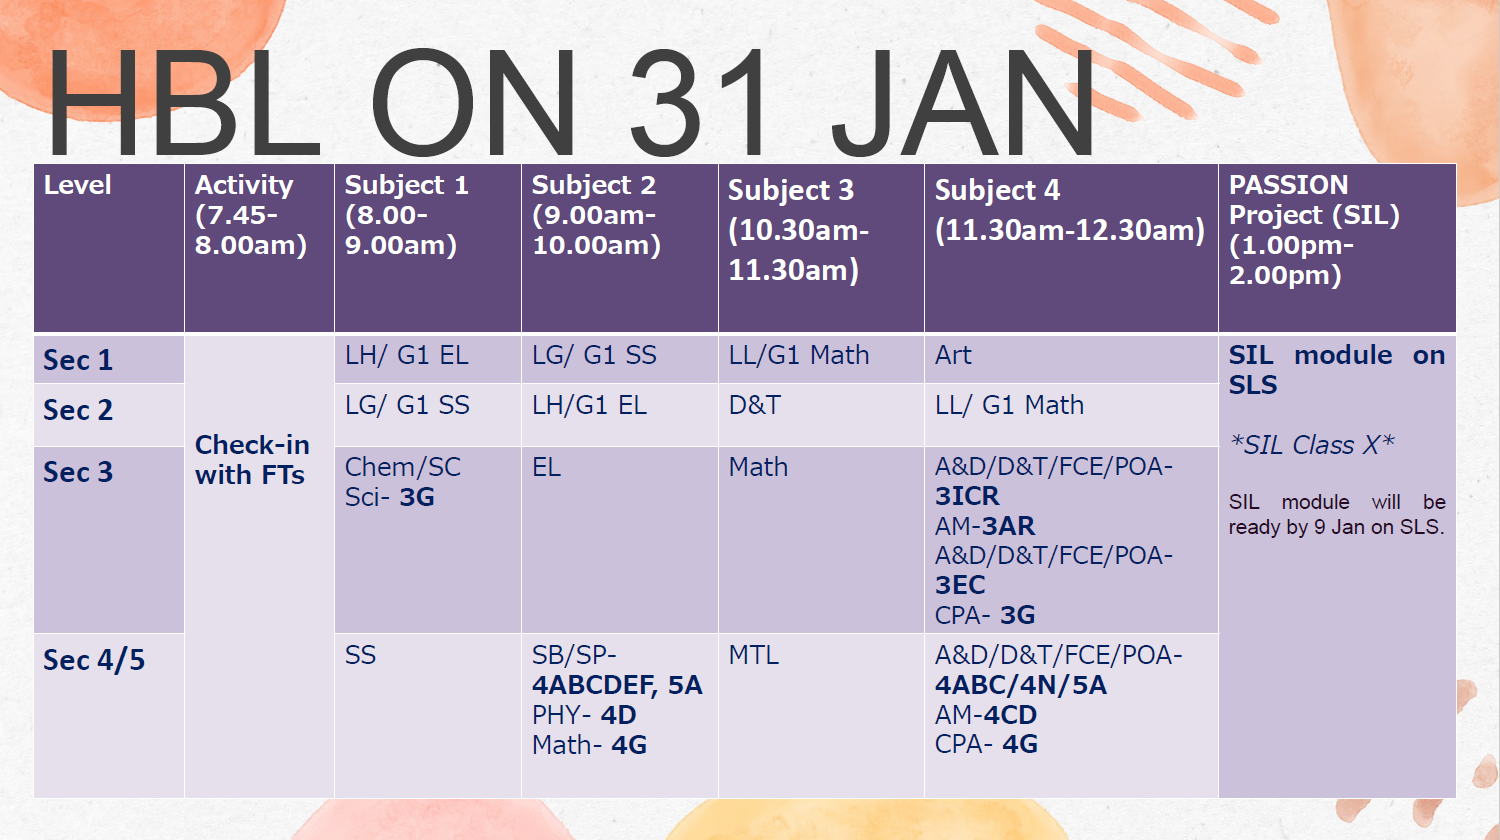 HBL ON 31 JAN
Level
Activity
(7.45-
8.00am)
Subject 1
(8.00-
9.00am)
Subject 2
(9.00am-
10.00am)
Subject 3
(10.30am-
11.30am)
Subject 4
(11.30am-12.30am)
PASSION
Project (SIL)
(1.00pm-
2.00pm)
Sec 1
Check-in
with FTs
LH/ G1 EL
LG/ G1 SS
LL/G1 Math
Art
SIL module on
SLS
*SIL Class X*
SIL module will be
ready by 9 Jan on SLS.
Sec 2
LG/ G1 SS
LH/G1 EL
D&T
LL/ G1 Math
Sec 3
Chem/SC
Sci- 3G
EL
Math
A&D/D&T/FCE/POA-
3ICR
AM-3AR
A&D/D&T/FCE/POA-
3EC
CPA- 3G
Sec 4/5
SS
SB/SP-
4ABCDEF, 5A
PHY- 4D
Math- 4G
MTL
A&D/D&T/FCE/POA-
4ABC/4N/5A
AM-4CD
CPA- 4G